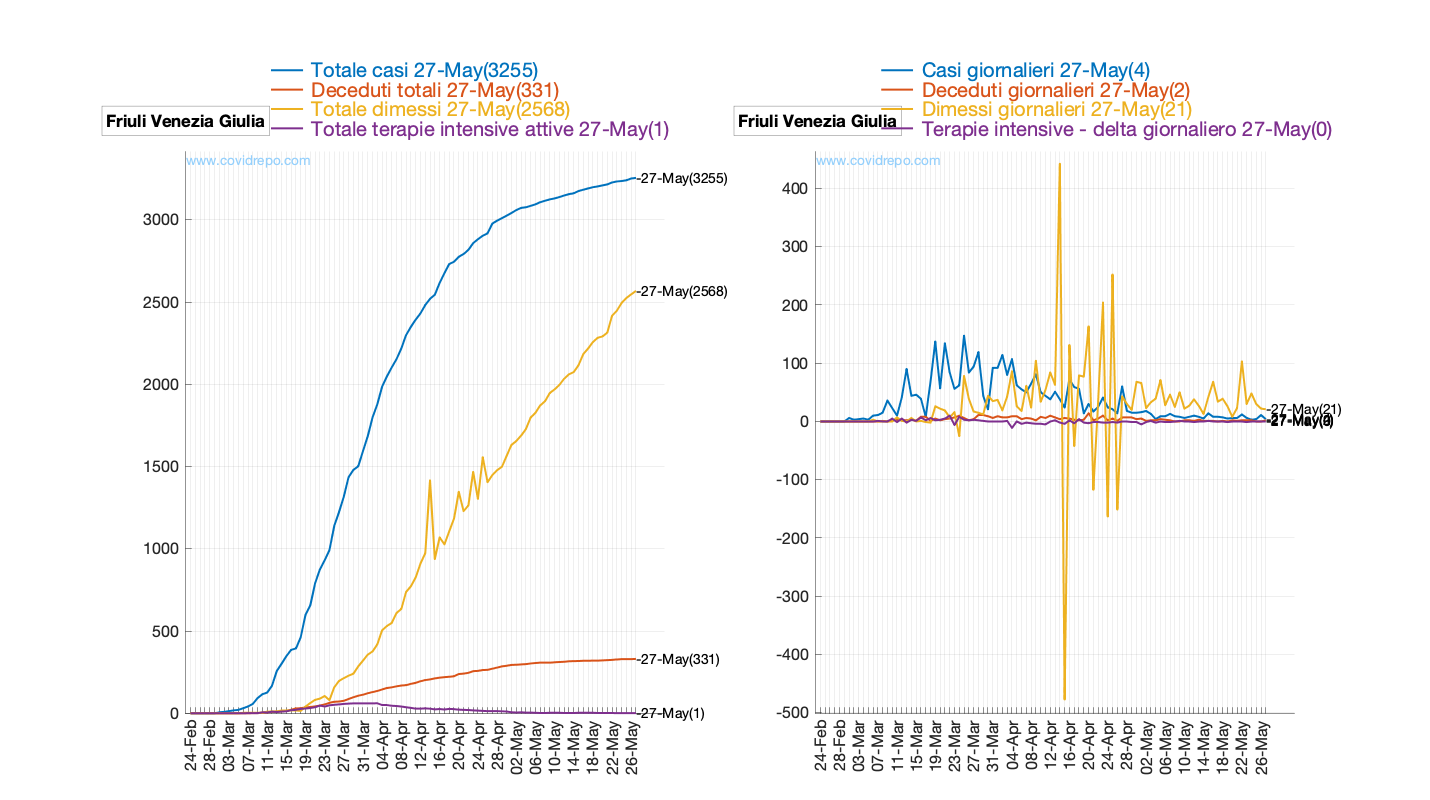 Totale casi 27-May(3255)
Deceduti totali 27-May(331)
Totale dimessi 27-May(2568)
Totale terapie intensive attive 27-May(1)
Friuli Venezia Giulia
www.covidrepo.com
3000
2500
2000
1500
1000
500
0
-27-May(3255)
-27-May(2568)
-27-May(331)
-27-May(1)
24-Feb
28-Feb
03-Mar
07-Mar
11-Mar
15-Mar
19-Mar
23-Mar
27-Mar
31-Mar
04-Apr
08-Apr
12-Apr
16-Apr
20-Apr
24-Apr
28-Apr
02-May
06-May
10-May
14-May
18-May
22-May
26-May
Casi giornalieri 27-May(4)
Deceduti giornalieri 27-May(2)
Dimessi giornalieri 27-May(21)
Terapie intensive - delta giornaliero 27-May(0)
Friuli Venezia Giulia
www.covidrepo.com
400
300
200
100
0
-100
-200
-300
-400
-500
-27-May(21)
24-Feb
28-Feb
03-Mar
07-Mar
11-Mar
15-Mar
19-Mar
23-Mar
27-Mar
31-Mar
04-Apr
08-Apr
12-Apr
16-Apr
20-Apr
24-Apr
28-Apr
02-May
06-May
10-May
14-May
18-May
22-May
26-May